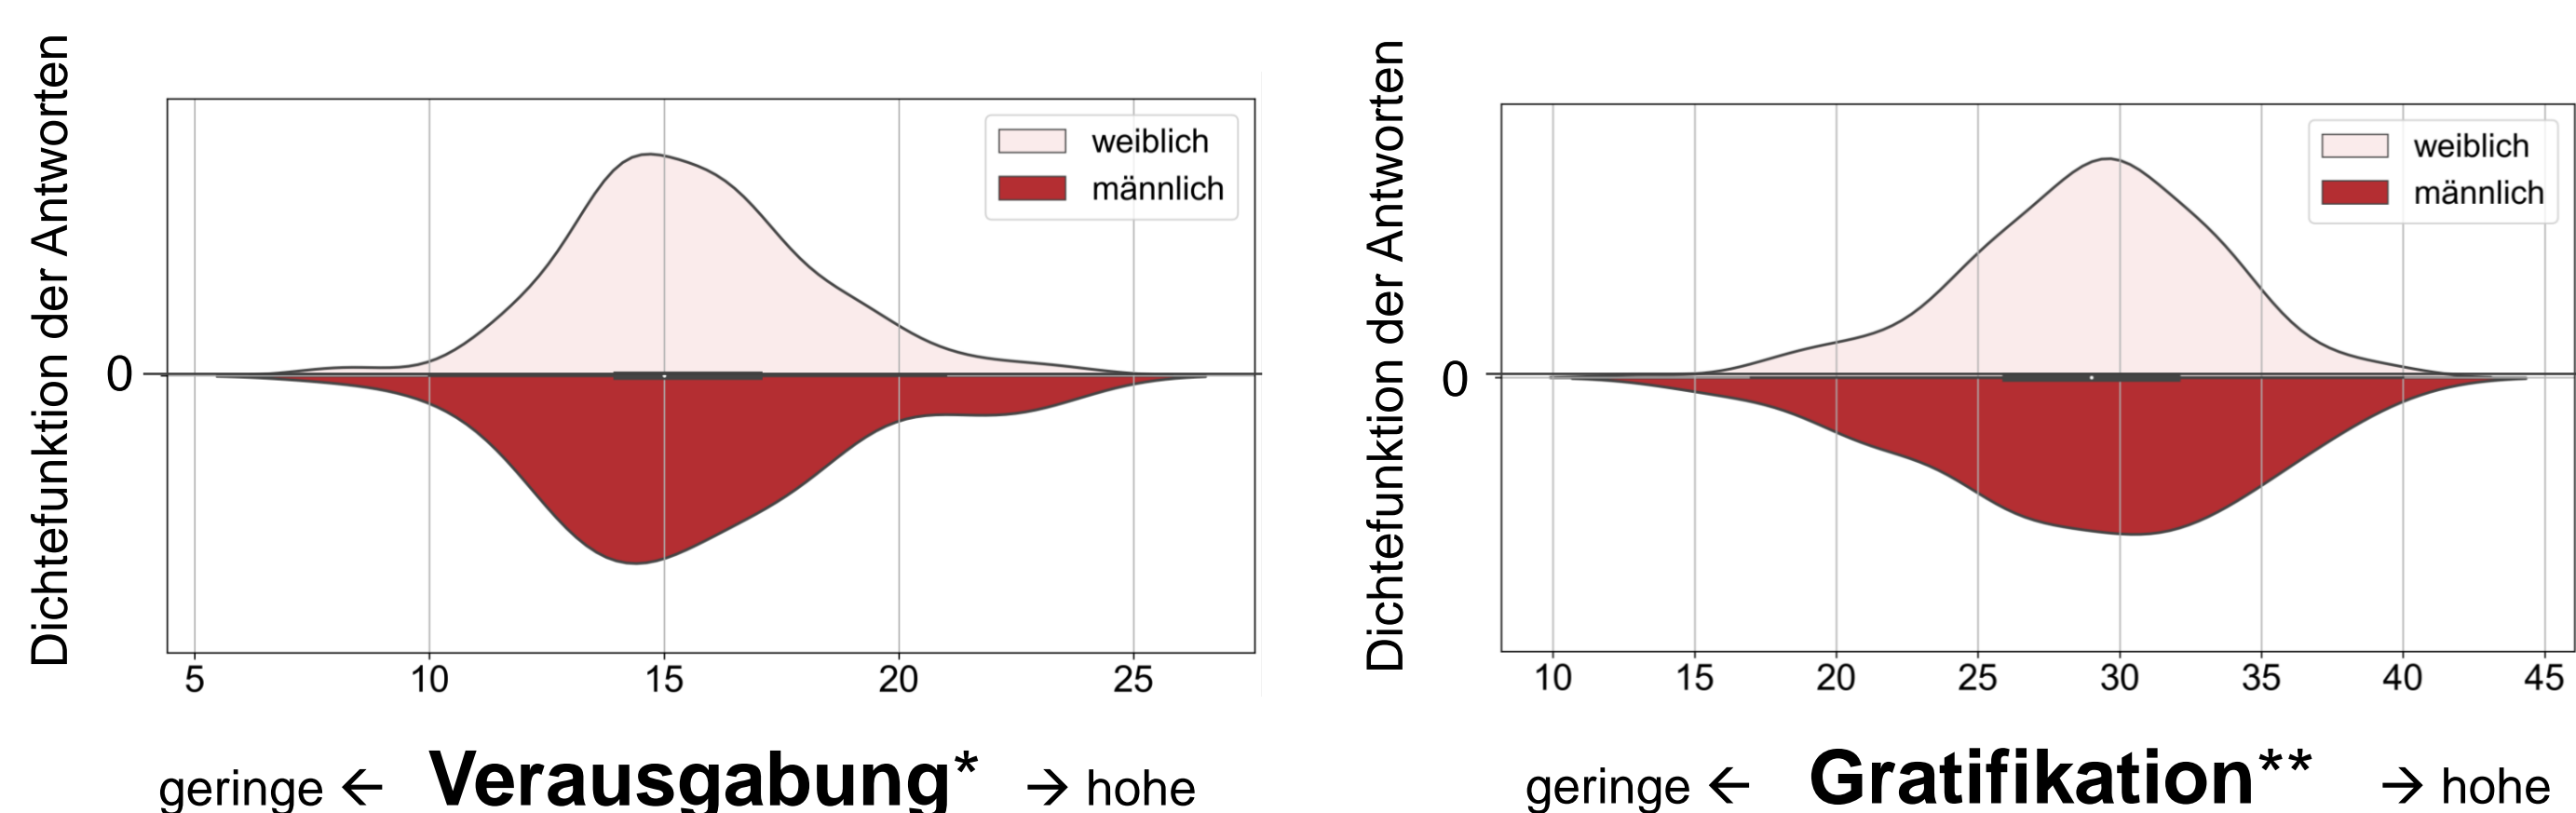 Dichtefunktion der Antworten
weiblich
männlich
0
5 10 15 20 25
geringe ← Verausgabung* → hohe
Dichtefunktion der Antworten
weiblich
männlich
0
10 15 20 25 30 35 40 45
geringe ← Gratifikation** → hohe